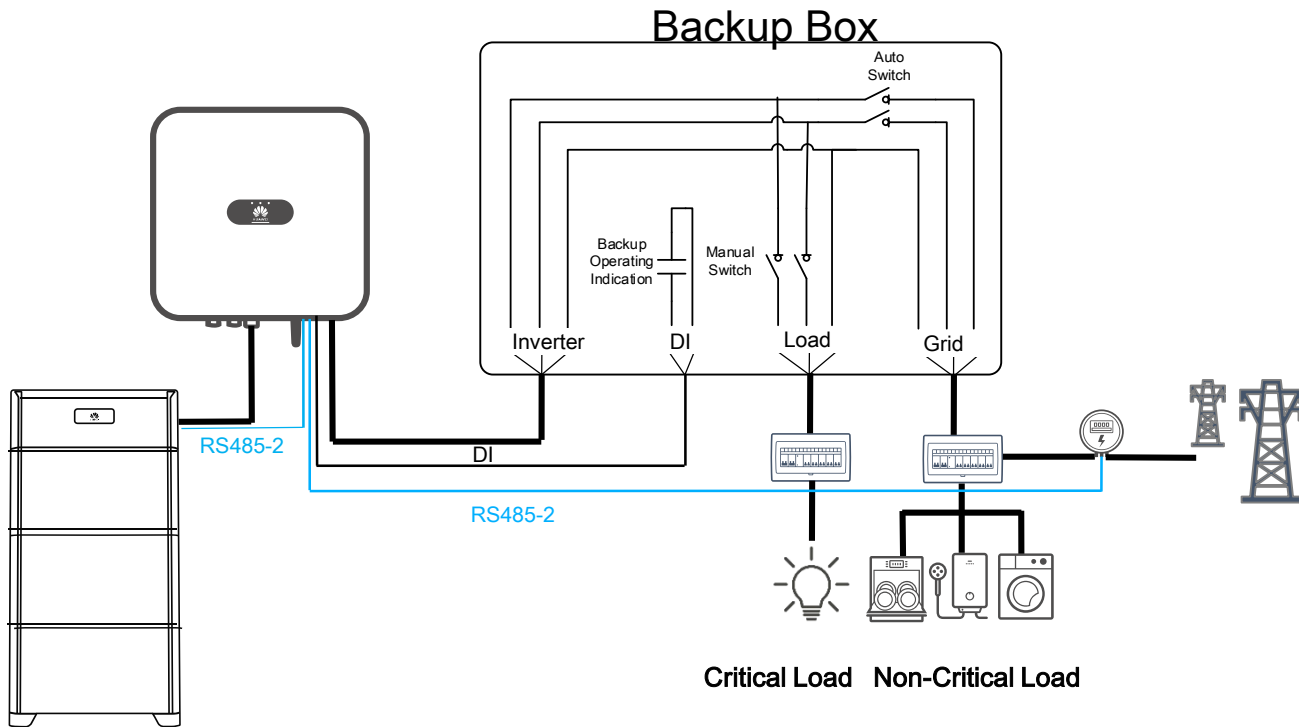 Backup Box
Auto
Switch
Backup
Operating
Indication
Manual
Switch
Inverter
DI
Load
Grid
RS485-2
DI
RS485-2
Critical Load
Non-Critical Load